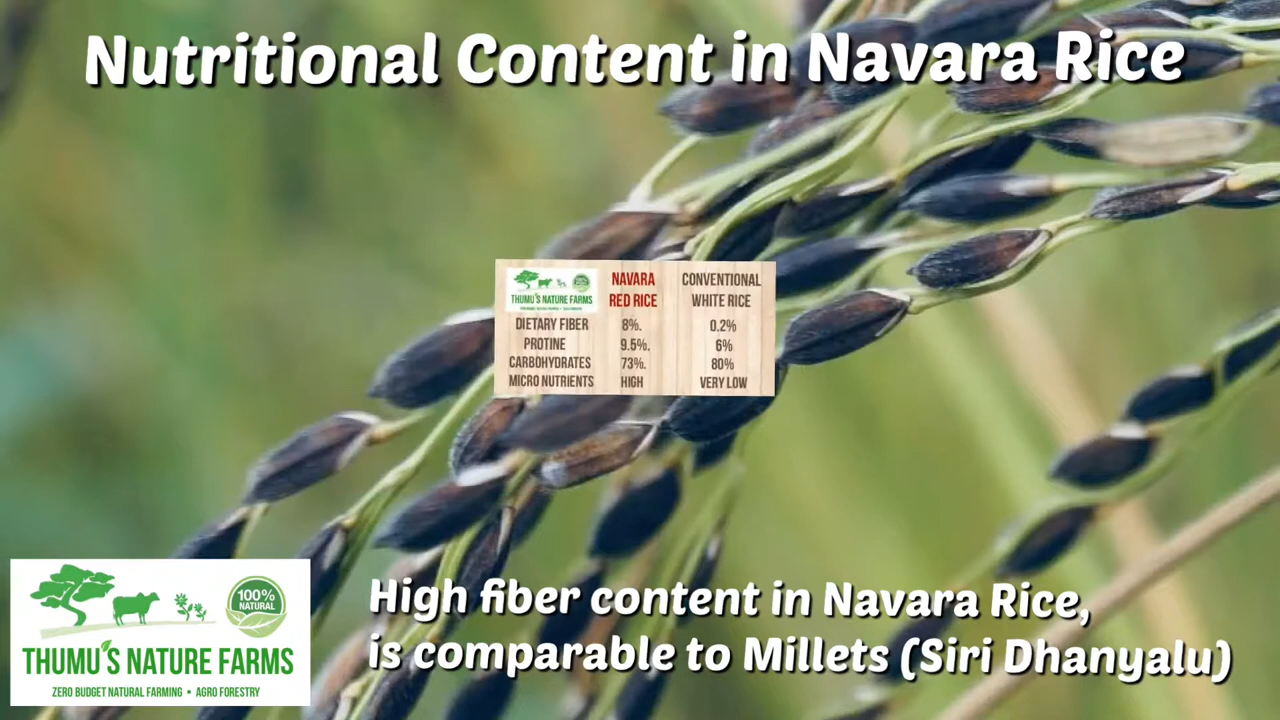 Nutritional Content in Navara Rice
THUMU'S NATURE FARMS
NAVARA RED RICE
CONVENTIONAL WHITE RICE
DIETARY FIBER 8%. 0.2%
PROTINE 9.5%. 6%
CARBOHYDRATES 73%. 80%
MICRO NUTRIENTS HIGH VERY LOW
High fiber content in Navara Rice,
is comparable to Millets (Siri Dhanyalu)
100%
NATURAL
THUMU'S NATURE FARMS
ZERO BUDGET NATURAL FARMING • AGRO FORESTRY